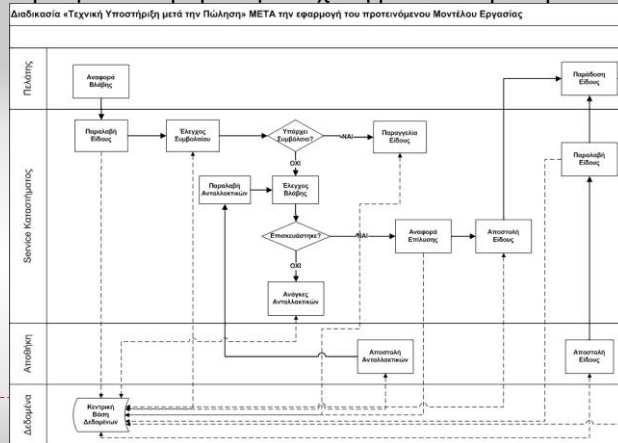 Διαδικασία «Τεχνική Υποστήριξη μετά την Πώληση» ΜΕΤΑ την εφαρμογή του προτεινόμενου Μοντέλου Εργασίας
Πελάτης
Αναφορά
Βλάβης
Παράδοση
Είδους
Service Καταστήματος
Παραλαβή
Είδους
Έλεγχος
Συμβολαίου
Υπάρχει
Συμβόλαιο?
ΝΑΙ
Παραγγελία
Είδους
Παραλαβή
Είδους
ΟΧΙ
Παραλαβή
Ανταλλακτικών
Έλεγχος
Βλάβης
Επισκευάστηκε?
ΝΑΙ
Αναφορά
Επίλυσης
Αποστολή
Είδους
ΟΧΙ
Ανάγκες
Ανταλλακτικών
Αποθήκη
Αποστολή
Ανταλλακτικών
Αποστολή
Είδους
Δεδομένα
Κεντρική
Βάση
Δεδομένων